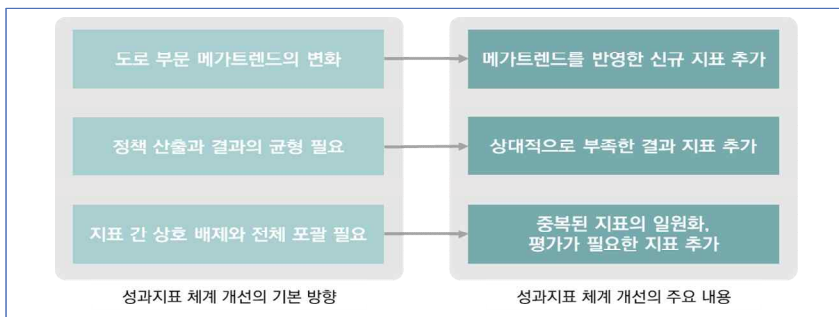 도로 부문 메가트렌드의 변화
메가트렌드를 반영한 신규 지표 추가
정책 산출과 결과의 균형 필요
상대적으로 부족한 결과 지표 추가
지표 간 상호 배제와 전체 포괄 필요
중복된 지표의 일원화,
평가가 필요한 지표 추가
성과지표 체계 개선의 기본 방향
성과지표 체계 개선의 주요 내용